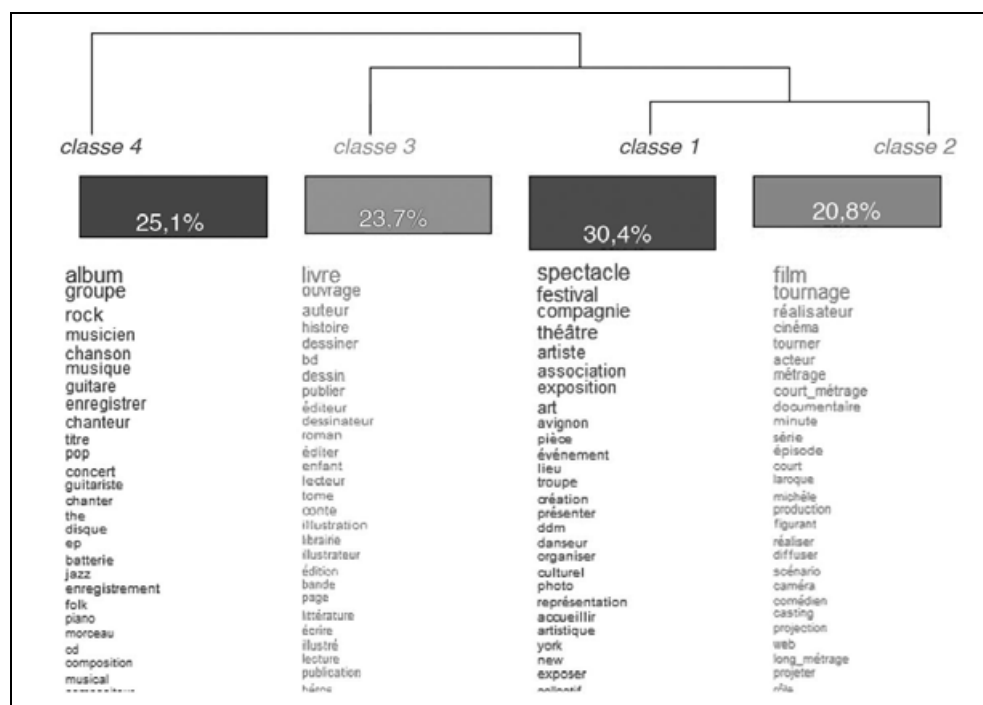 classe 4
classe 3
classe 1
classe 2
25,1%
23,7%
30,4%
20,8%
album
groupe
rock
musicien
chanson
musique
guitare
enregistrer
chanteur
titre
pop
concert
guitariste
chanter
the
disque
ep
batterie
jazz
enregistrement
folk
piano
morceau
cd
composition
musical
livre
ouvrage
auteur
histoire
dessiner
bd
dessin
publier
éditeur
dessinateur
roman
éditer
enfant
lecteur
tome
conte
illustration
librairie
illustrateur
édition
bande
page
littérature
écrire
illustré
lecture
publication
spectacle
festival
compagnie
théâtre
artiste
association
exposition
art
avignon
pièce
événement
lieu
troupe
création
présenter
ddm
danseur
organiser
culturel
photo
représentation
accueillir
artistique
york
new
exposer
film
tournage
réalisateur
cinéma
tourner
acteur
métrage
court_métrage
documentaire
minute
série
épisode
court
laroque
michèle
production
figurant
réaliser
diffuser
scénario
caméra
comédien
casting
projection
web
long_métrage
projeter